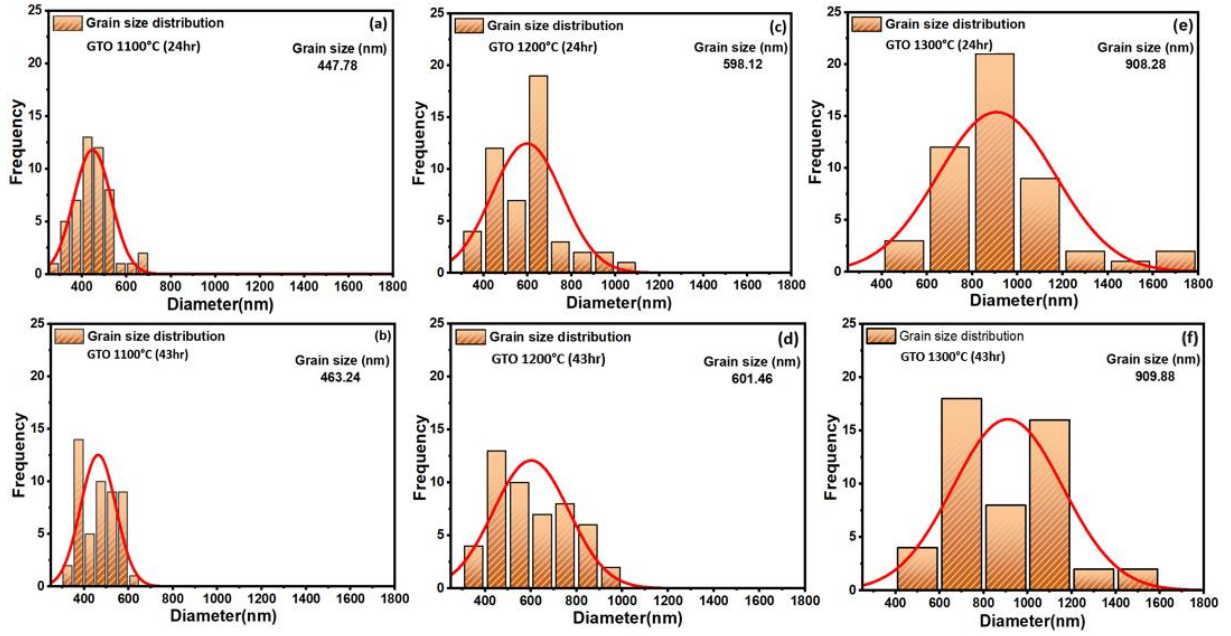 25
20
15
10
5
0
Frequency
Grain size distribution
GTO 1100°C (24hr)
(a)
Grain size (nm)
447.78
400 600 800 1000 1200 1400 1600 1800
Diameter(nm)
25
20
15
10
5
0
Frequency
Grain size distribution
GTO 1200°C (24hr)
(c)
Grain size (nm)
598.12
400 600 800 1000 1200 1400 1600 1800
Diameter(nm)
25
20
15
10
5
0
Frequency
Grain size distribution
GTO 1300°C (24hr)
(e)
Grain size (nm)
908.28
400 600 800 1000 1200 1400 1600 1800
Diameter(nm)
25
20
15
10
5
0
Frequency
Grain size distribution
GTO 1100°C (43hr)
(b)
Grain size (nm)
463.24
400 600 800 1000 1200 1400 1600 1800
Diameter(nm)
25
20
15
10
5
0
Frequency
Grain size distribution
GTO 1200°C (43hr)
(d)
Grain size (nm)
601.46
400 600 800 1000 1200 1400 1600 1800
Diameter(nm)
25
20
15
10
5
0
Frequency
Grain size distribution
GTO 1300°C (43hr)
(f)
Grain size (nm)
909.88
400 600 800 1000 1200 1400 1600 1800
Diameter(nm)